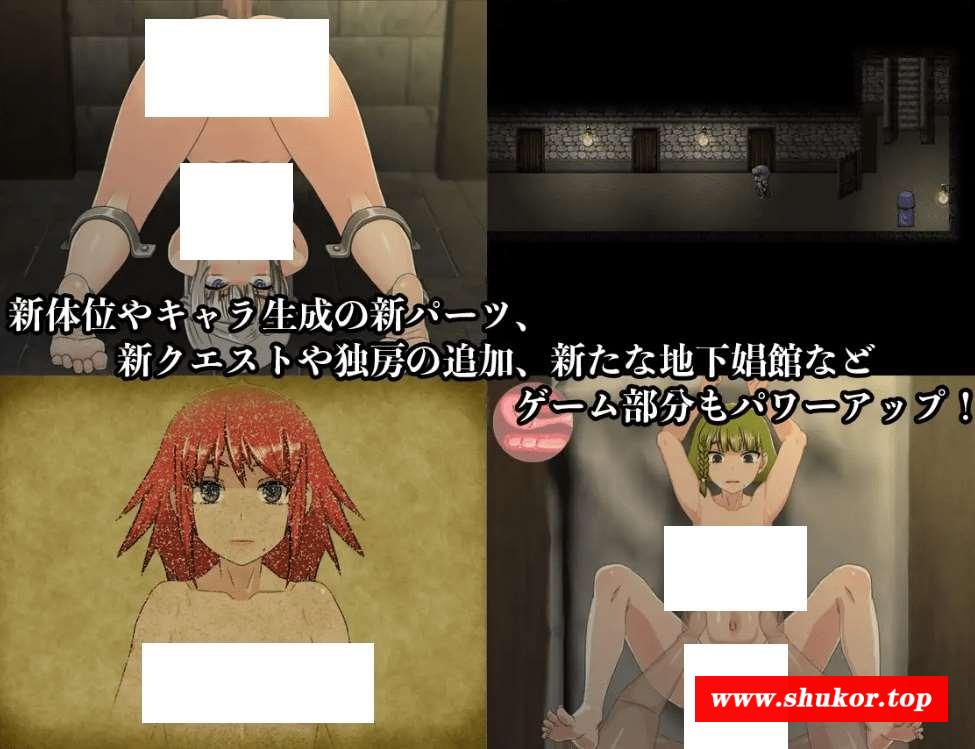 新体位やキャラ生成の新パーツ、
新クエストや独房の追加、新たな地下娼館など
ゲーム部分もパワーアップ！
www.shukor.top